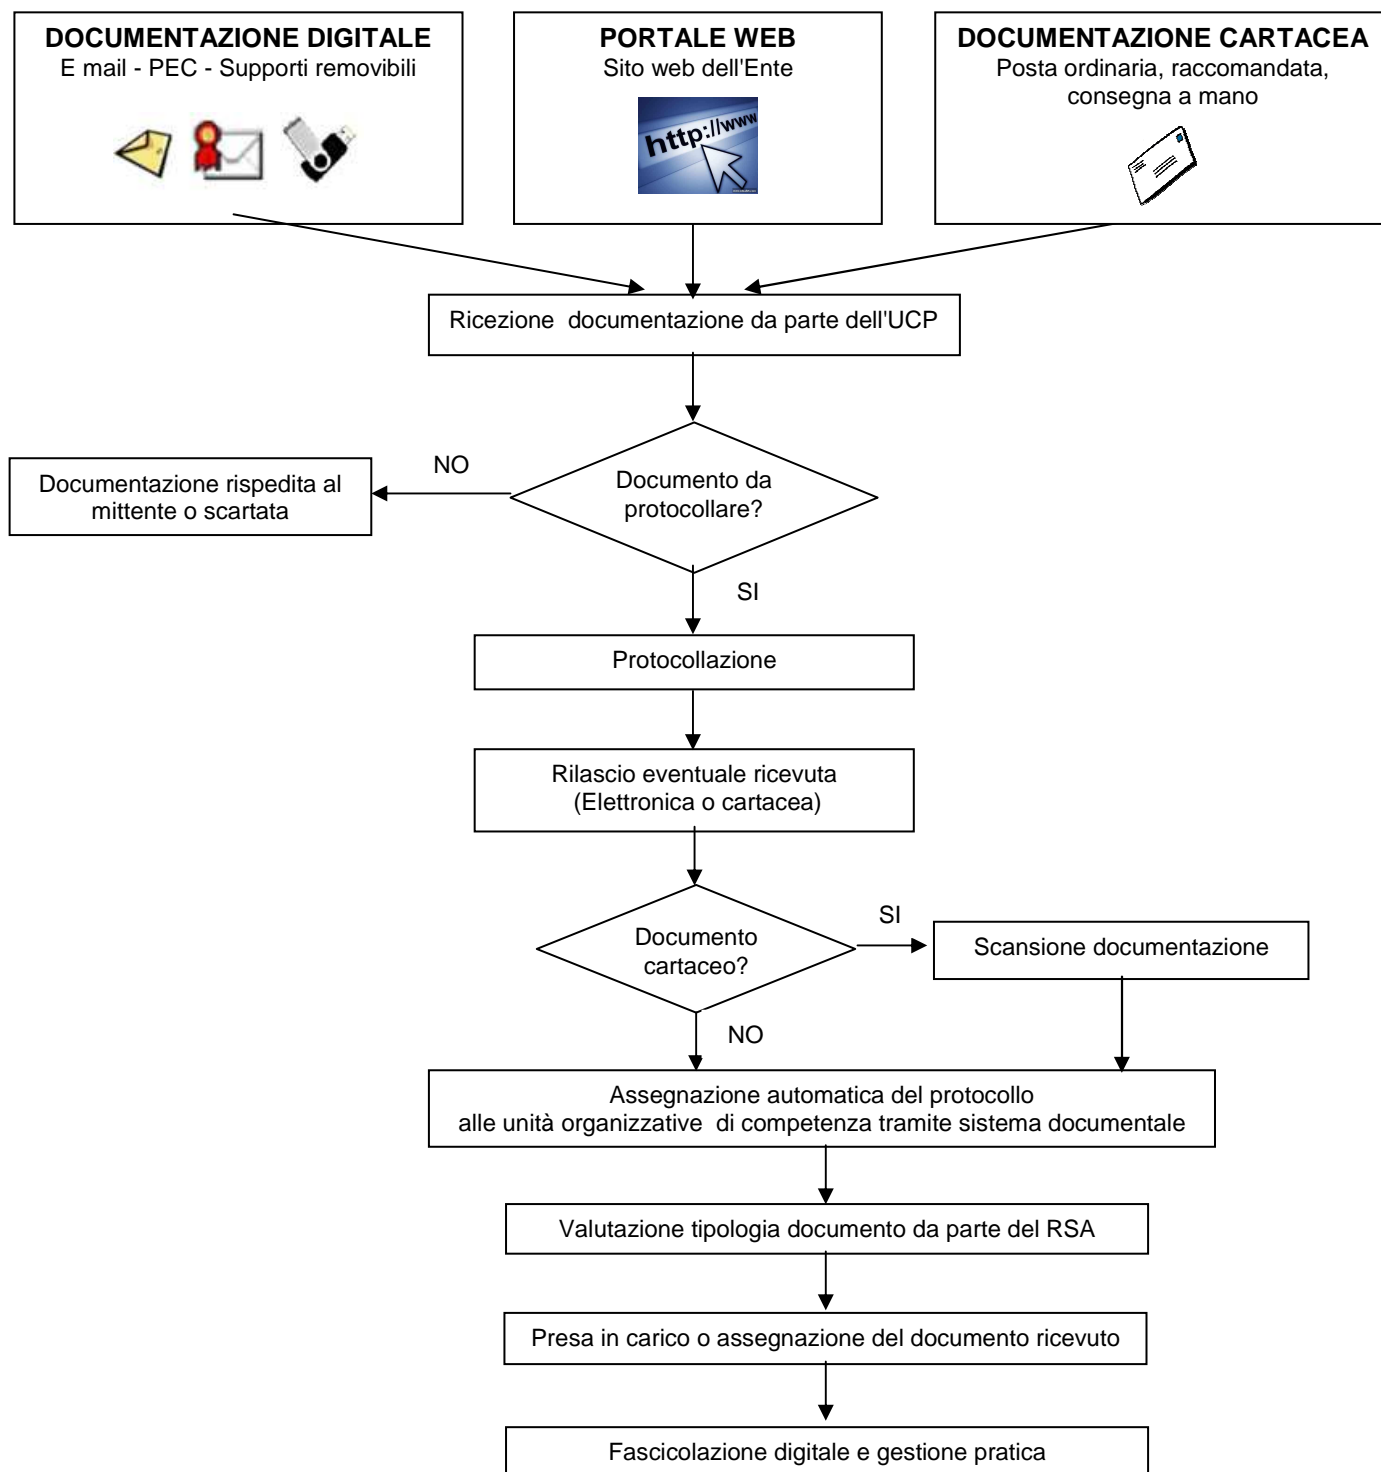 DOCUMENTAZIONE DIGITALE
E mail - PEC - Supporti removibili
PORTALE WEB
Sito web dell'Ente
http://www
DOCUMENTAZIONE CARTACEA
Posta ordinaria, raccomandata,
consegna a mano
Ricezione documentazione da parte dell'UCP
NO
Documentazione rispedita al
mittente o scartata
Documento da
protocollare?
SI
Protocollazione
Rilascio eventuale ricevuta
(Elettronica o cartacea)
Documento
cartaceo?
SI
Scansione documentazione
NO
Assegnazione automatica del protocollo
alle unità organizzative di competenza tramite sistema documentale
Valutazione tipologia documento da parte del RSA
Presa in carico o assegnazione del documento ricevuto
Fascicolazione digitale e gestione pratica